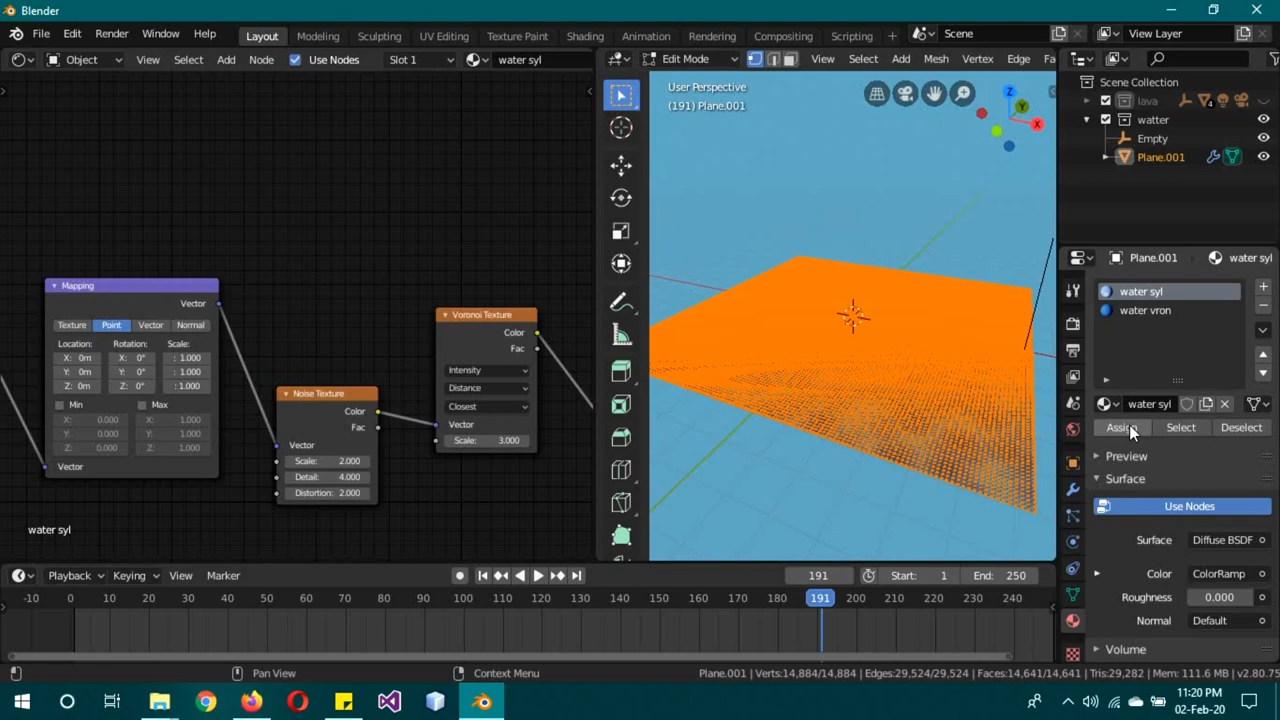 Blender
File Edit Render Window Help Layout Modeling Sculpting UV Editing Texture Paint Shading Animation Rendering Compositing Scripting Scene View Layer
Object View Select Add Node Use Nodes Slot 1 water syl
Edit Mode View Select Add Mesh Vertex Edge Fa
User Perspective
(191) Plane.001
Z
Y
X
Scene Collection
lava 4
watter
Empty
Plane.001
Plane.001 water syl
water syl
water vron
water syl
Assign Select Deselect
Preview
Surface
Use Nodes
Surface Diffuse BSDF
Color ColorRamp
Roughness 0.000
Normal Default
Volume
Mapping
Vector
Texture Point Vector Normal
Location: Rotation: Scale:
X: 0m X: 0° : 1.000
Y: 0m Y: 0° : 1.000
Z: 0m Z: 0° : 1.000
Min Max
X: 0.000 X: 1.000
Y: 0.000 Y: 1.000
Z: 0.000 Z: 1.000
Vector
Noise Texture
Color
Fac
Vector
Scale: 2.000
Detail: 4.000
Distortion: 2.000
Voronoi Texture
Color
Fac
Intensity
Distance
Closest
Vector
Scale: 3.000
water syl
Playback Keying View Marker 191 Start: 1 End: 250
-10 0 10 20 30 40 50 60 70 80 90 100 110 120 130 140 150 160 170 180 191 200 210 220 230 240
Pan View Context Menu Plane.001 | Verts:14,884/14,884 | Edges:29,524/29,524 | Faces:14,641/14,641 | Tris:29,282 | Mem: 111.6 MB | v2.80.75
11:20 PM
02-Feb-20